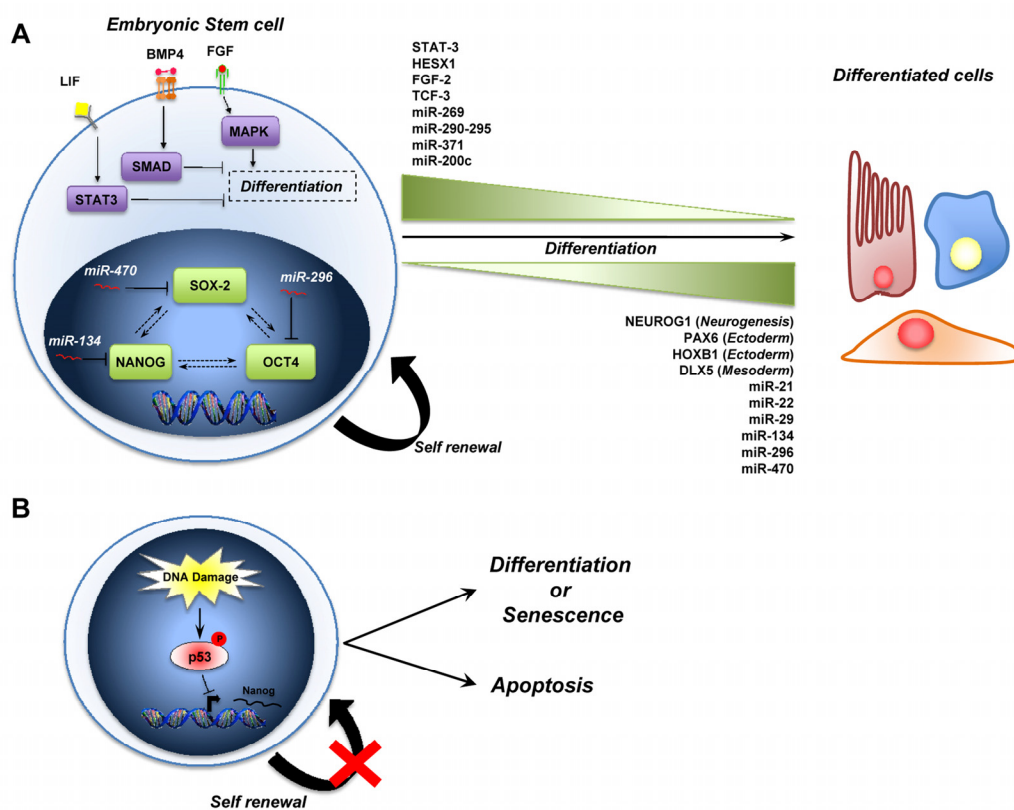 A
Embryonic Stem cell
LIF
BMP4
FGF
MAPK
SMAD
STAT3
Differentiation
miR-470
miR-296
SOX-2
miR-134
NANOG
OCT4
Self renewal
STAT-3
HESX1
FGF-2
TCF-3
miR-269
miR-290-295
miR-371
miR-200c
Differentiation
NEUROG1 (Neurogenesis)
PAX6 (Ectoderm)
HOXB1 (Ectoderm)
DLX5 (Mesoderm)
miR-21
miR-22
miR-29
miR-134
miR-296
miR-470
Differentiated cells
B
DNA Damage
P
p53
Nanog
Self renewal
Differentiation
or
Senescence
Apoptosis